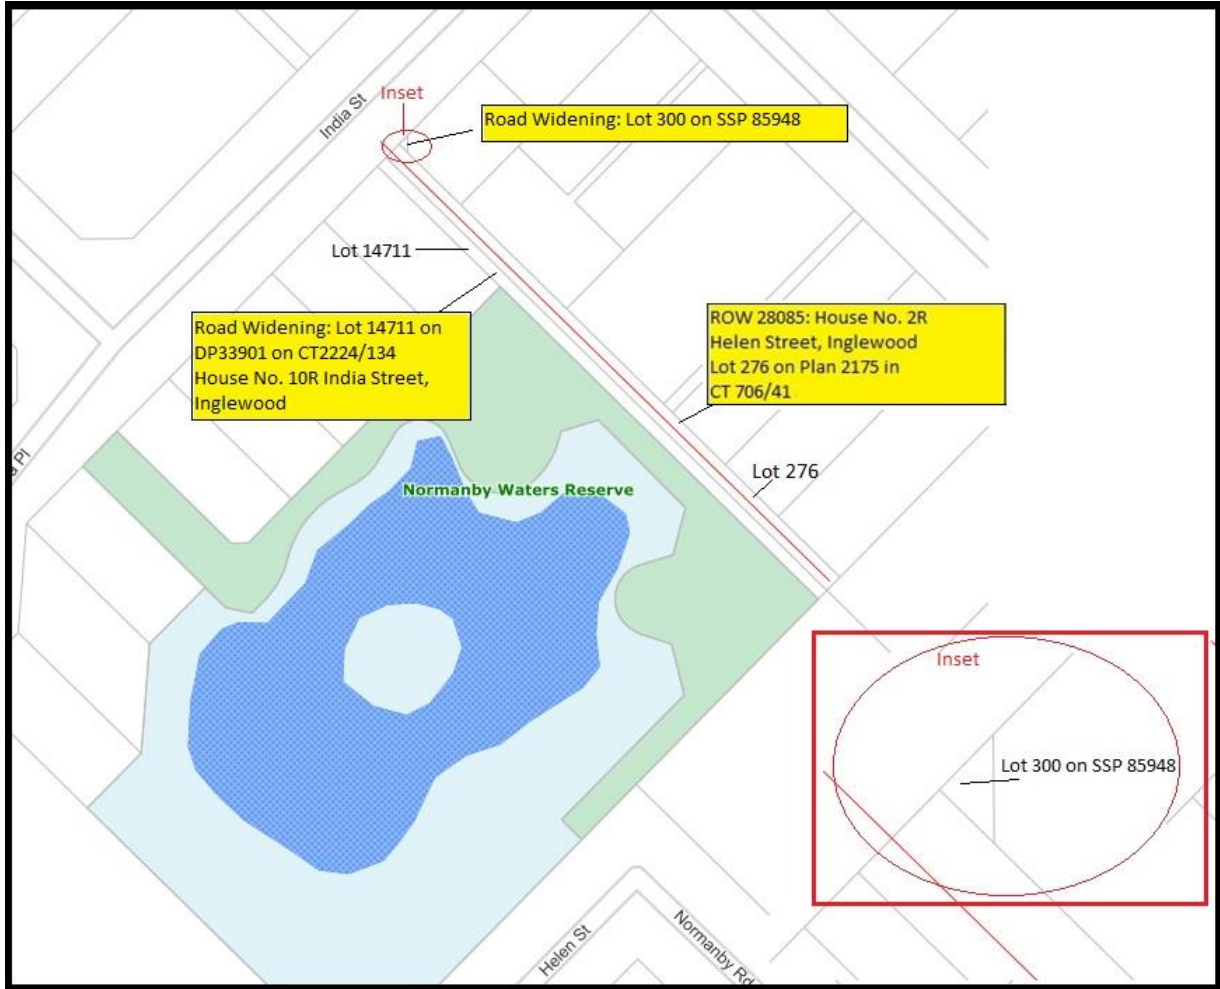 Inset
India St
Road Widening: Lot 300 on SSP 85948
Lot 14711
Road Widening: Lot 14711 on
DP33901 on CT2224/134
House No. 10R India Street,
Inglewood
ROW 28085: House No. 2R
Helen Street, Inglewood
Lot 276 on Plan 2175 in
CT 706/41
Lot 276
Pl
Normanby Waters Reserve
Inset
Lot 300 on SSP 85948
Helen St
Normanby Rd